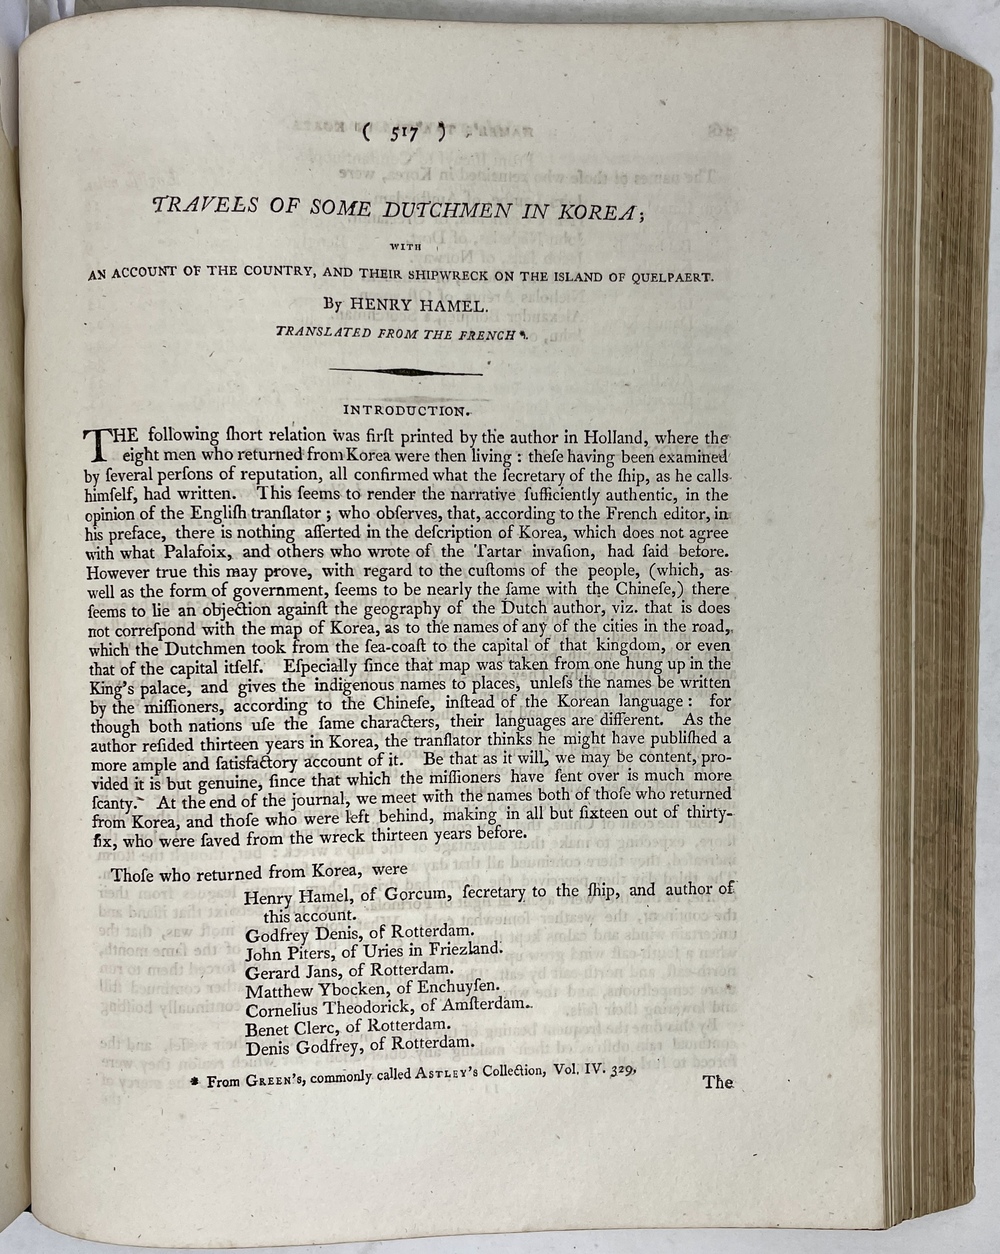 ( 517 )
TRAVELS OF SOME DUTCHMEN IN KOREA;
WITH
AN ACCOUNT OF THE COUNTRY, AND THEIR SHIPWRECK ON THE ISLAND OF QUELPAERT.
By HENRY HAMEL.
TRANSLATED FROM THE FRENCH *.
INTRODUCTION.
THE following ſhort relation was firſt printed by the author in Holland, where the
eight men who returned from Korea were then living : theſe having been examined
by ſeveral perſons of reputation, all confirmed what the ſecretary of the ſhip, as he calls
himſelf, had written. This ſeems to render the narrative ſufficiently authentic, in the
opinion of the Engliſh tranſlator ; who obſerves, that, according to the French editor, in
his preface, there is nothing aſſerted in the deſcription of Korea, which does not agree
with what Palafoix, and others who wrote of the Tartar invaſion, had ſaid before.
However true this may prove, with regard to the cuſtoms of the people, (which, as
well as the form of government, ſeems to be nearly the ſame with the Chineſe,) there
ſeems to lie an objection againſt the geography of the Dutch author, viz. that is does
not correſpond with the map of Korea, as to the names of any of the cities in the road,
which the Dutchmen took from the ſea-coaſt to the capital of that kingdom, or even
that of the capital itſelf. Eſpecially ſince that map was taken from one hung up in the
King's palace, and gives the indigenous names to places, unleſs the names be written
by the miſſioners, according to the Chineſe, inſtead of the Korean language : for
though both nations uſe the ſame characters, their languages are different. As the
author reſided thirteen years in Korea, the tranſlator thinks he might have publiſhed a
more ample and ſatisfactory account of it. Be that as it will, we may be content, pro-
vided it is but genuine, ſince that which the miſſioners have ſent over is much more
ſcanty. At the end of the journal, we meet with the names both of thoſe who returned
from Korea, and thoſe who were left behind, making in all but ſixteen out of thirty-
ſix, who were ſaved from the wreck thirteen years before.
Thoſe who returned from Korea, were
Henry Hamel, of Gorcum, ſecretary to the ſhip, and author of
this account.
Godfrey Denis, of Rotterdam.
John Piters, of Uries in Friezland.
Gerard Jans, of Rotterdam.
Matthew Ybocken, of Enchuyſen.
Cornelius Theodorick, of Amſterdam.
Benet Clerc, of Rotterdam.
Denis Godfrey, of Rotterdam.
* From GREEN's, commonly called ASTLEY's Collection, Vol. IV. 329,
The